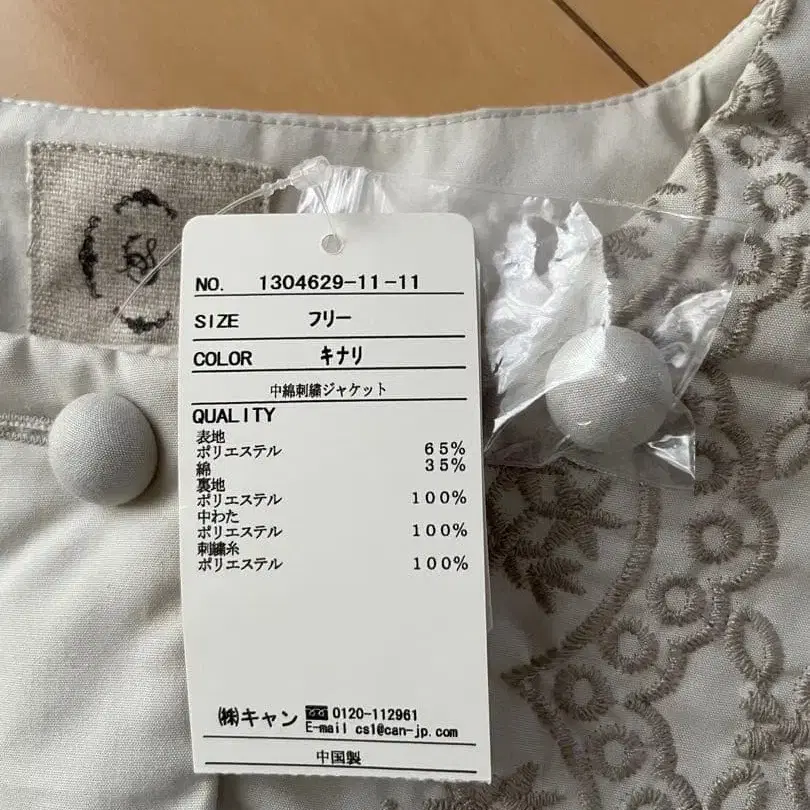 NO. 1304629-11-11
SIZE フリー
COLOR キナリ
中綿刺繍ジャケット
QUALITY
表地
ポリエステル 65%
綿 35%
裏地
ポリエステル 100%
中わた
ポリエステル 100%
刺繍糸
ポリエステル 100%
㈱キャン 0120-112961
E-mail cs1@can-jp.com
中国製